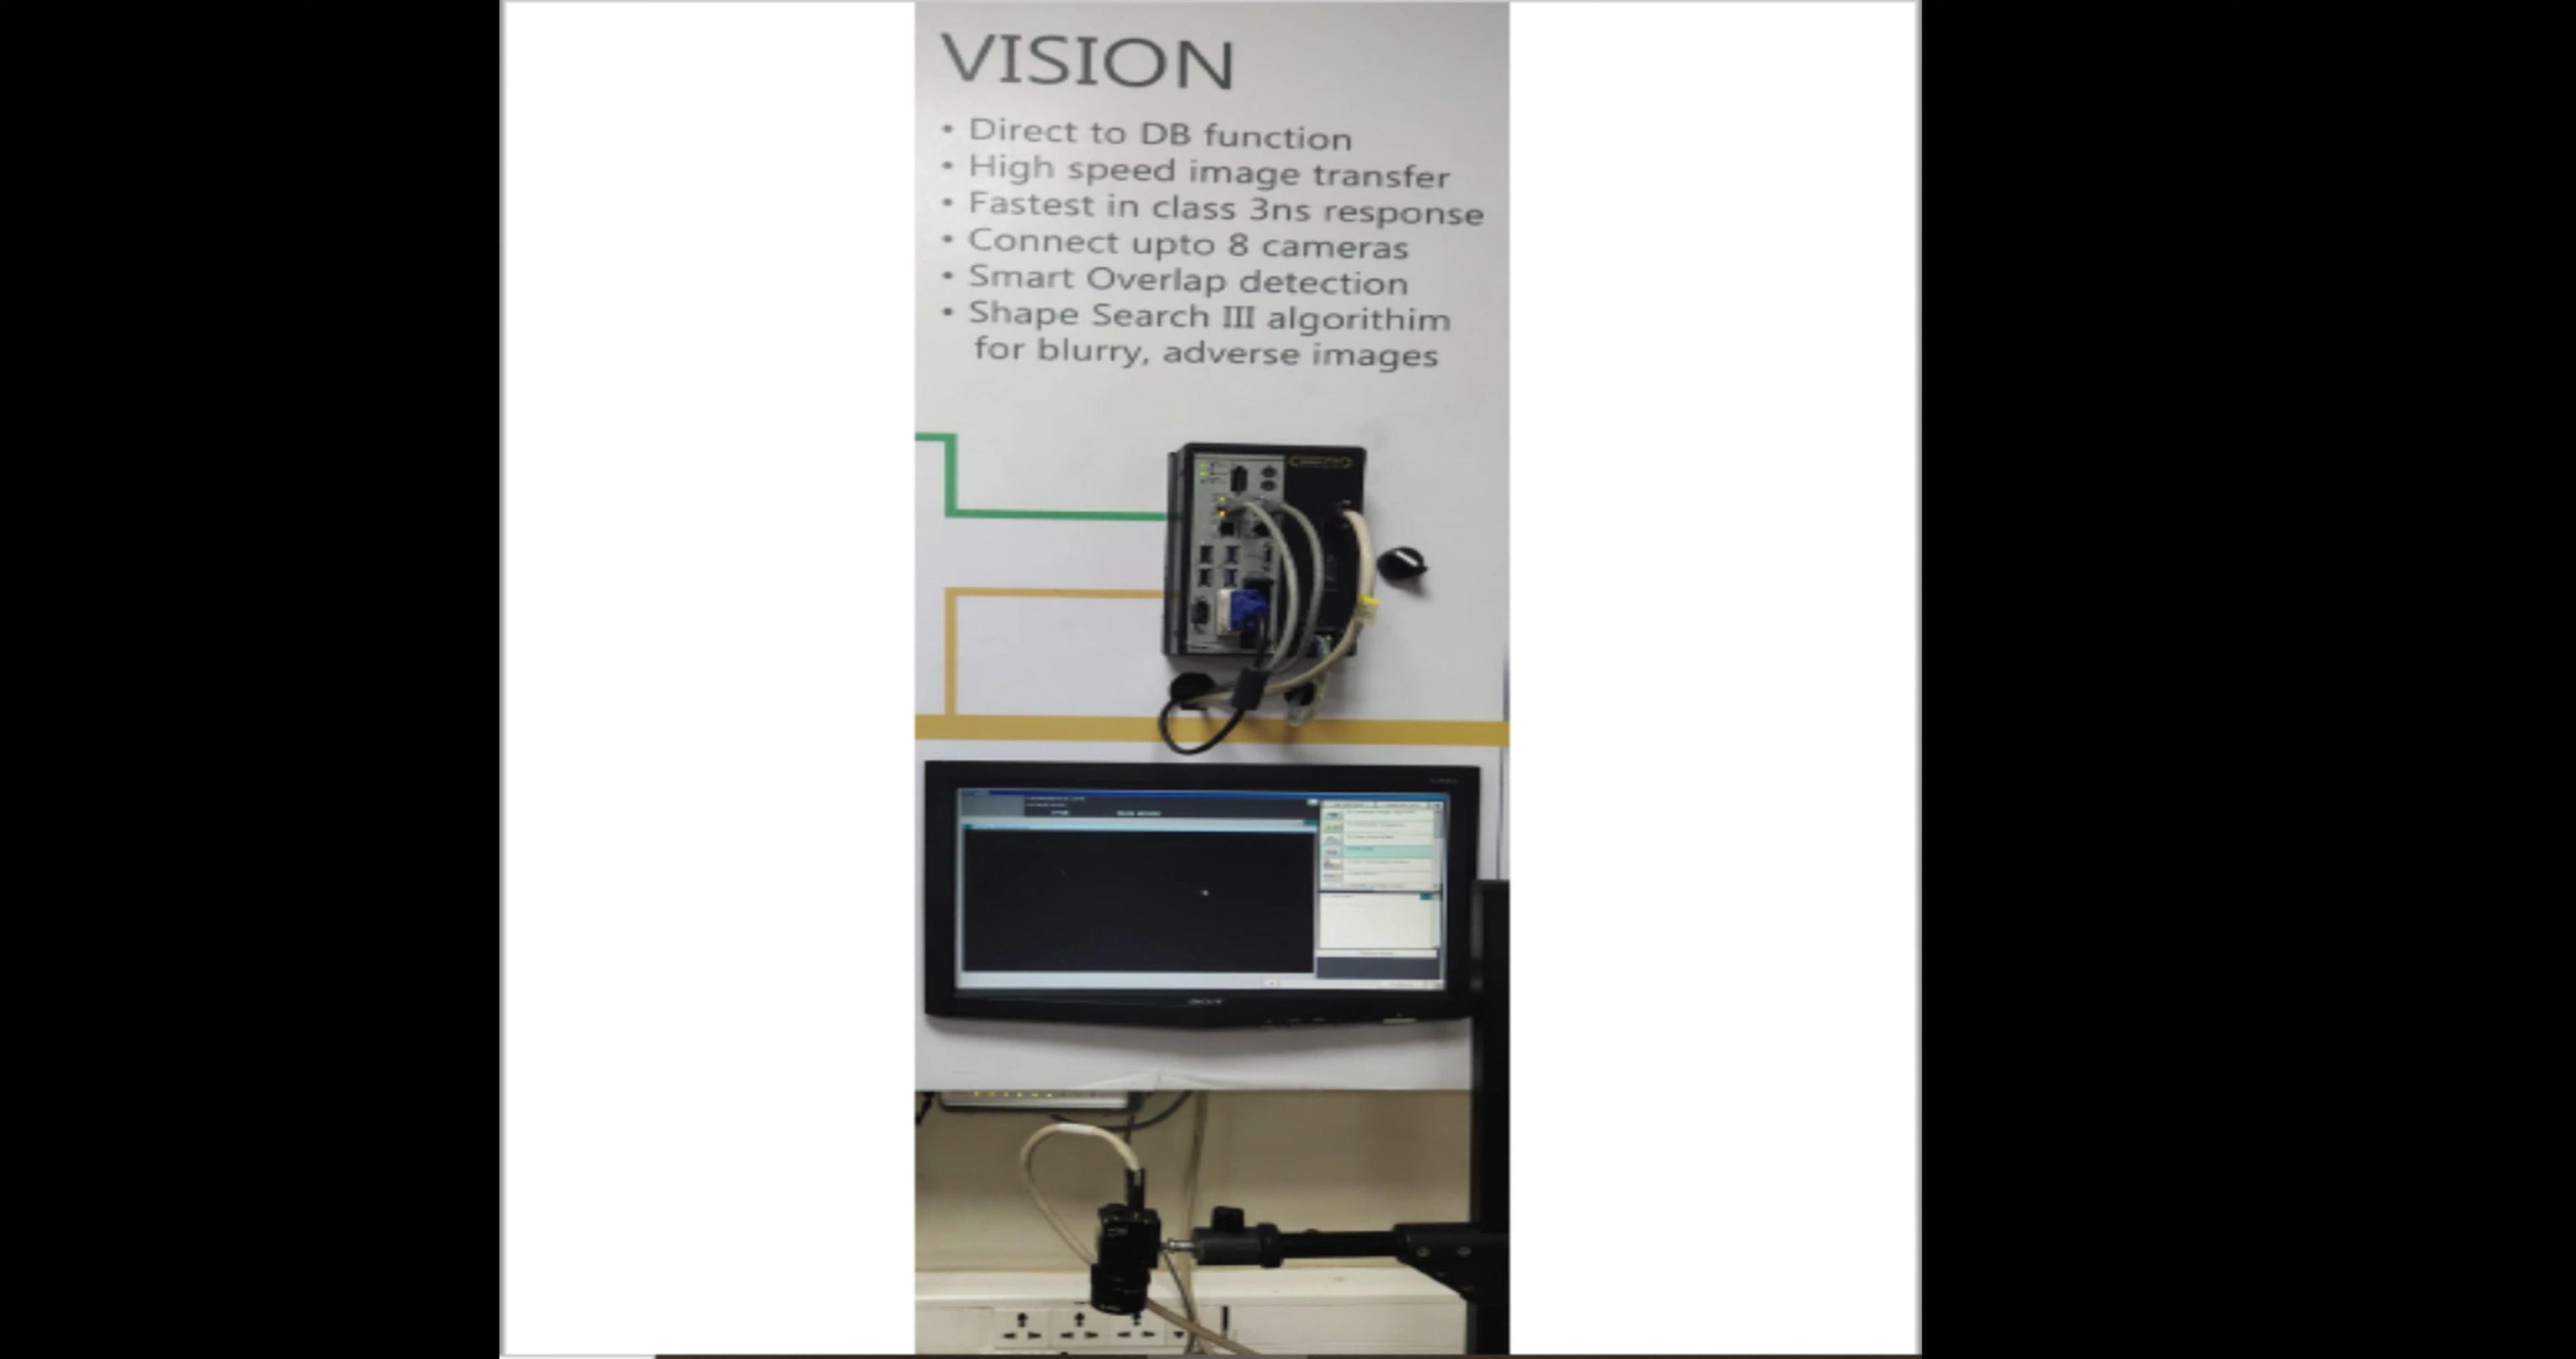 VISION
• Direct to DB function
• High speed image transfer
• Fastest in class 3ns response
• Connect upto 8 cameras
• Smart Overlap detection
• Shape Search III algorithim
for blurry, adverse images
acer